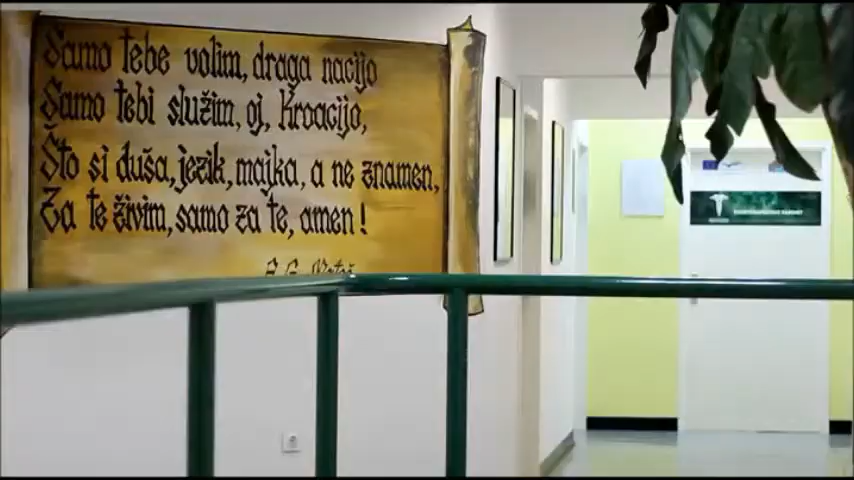 Samo tebe volim, draga nacijo
Samo tebi služim, oj, Kroacijo,
Što si duša, jezik, majka, a ne znamen,
Za te živim, samo za te, amen!
A. G. Matoš